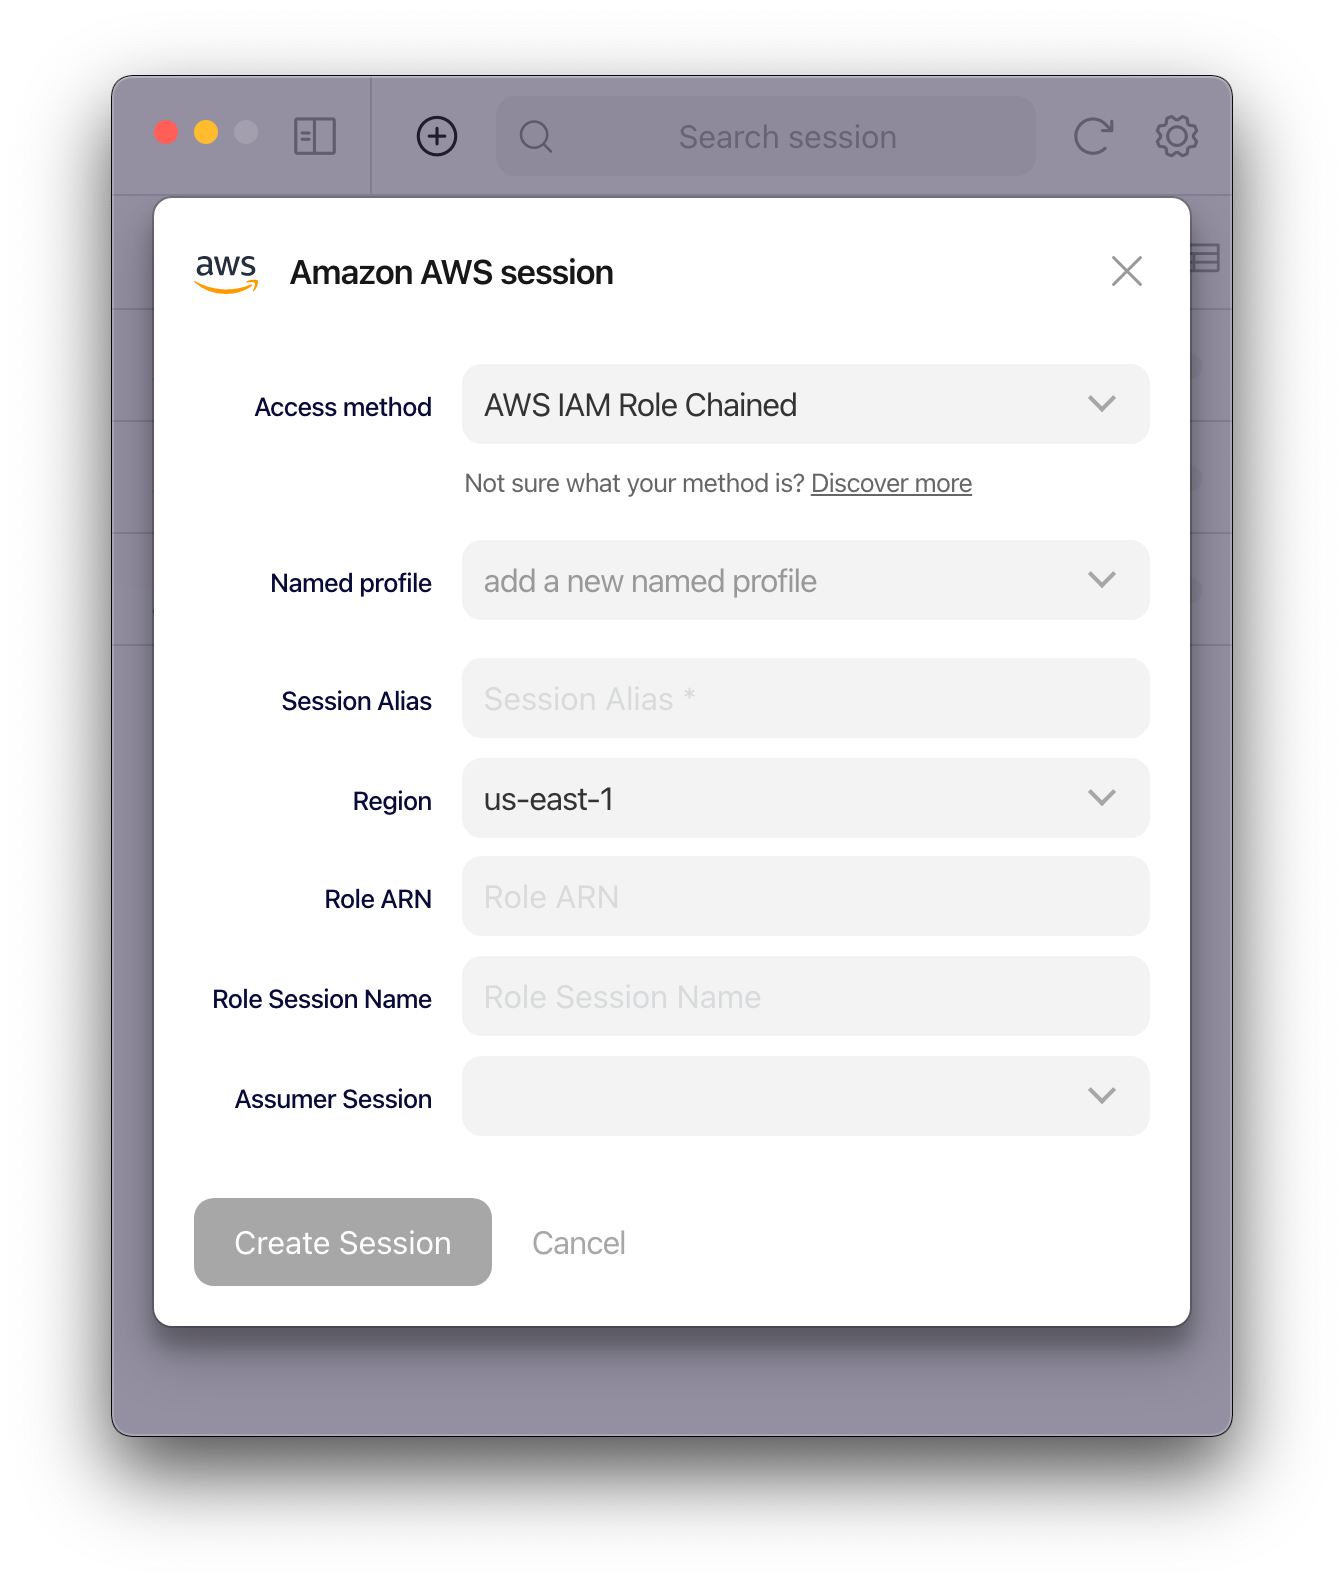 Search session
aws
Amazon AWS session
Access method
AWS IAM Role Chained
Not sure what your method is? Discover more
Named profile
add a new named profile
Session Alias
Session Alias *
Region
us-east-1
Role ARN
Role ARN
Role Session Name
Role Session Name
Assumer Session
Create Session
Cancel